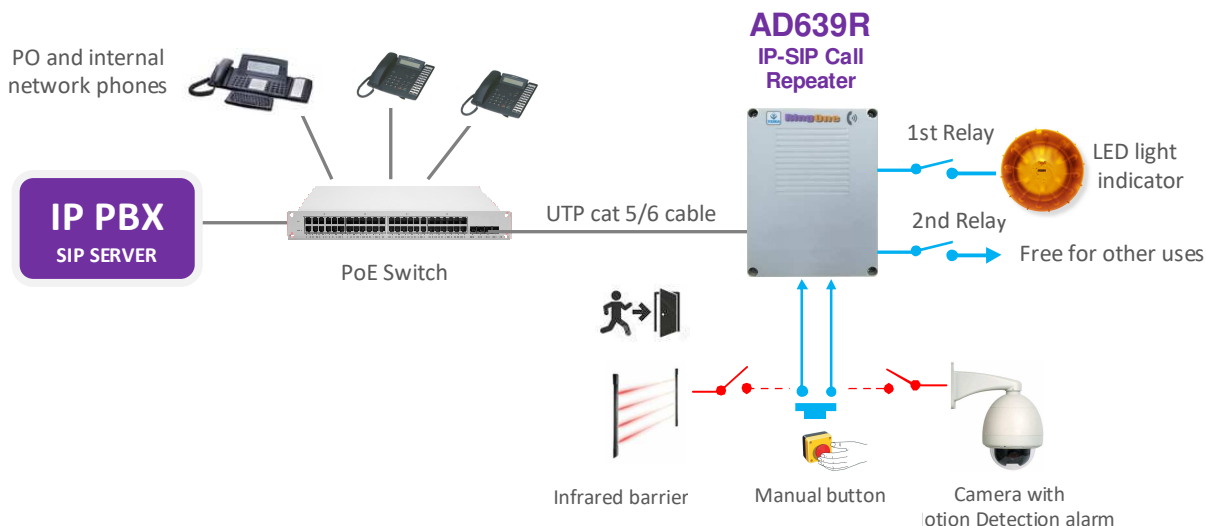 AD639R
IP-SIP Call
Repeater
PO and internal
network phones
RingOne
1st Relay
LED light
indicator
IP PBX
SIP SERVER
UTP cat 5/6 cable
PoE Switch
2nd Relay
Free for other uses
Infrared barrier
Manual button
Camera with
otion Detection alarm